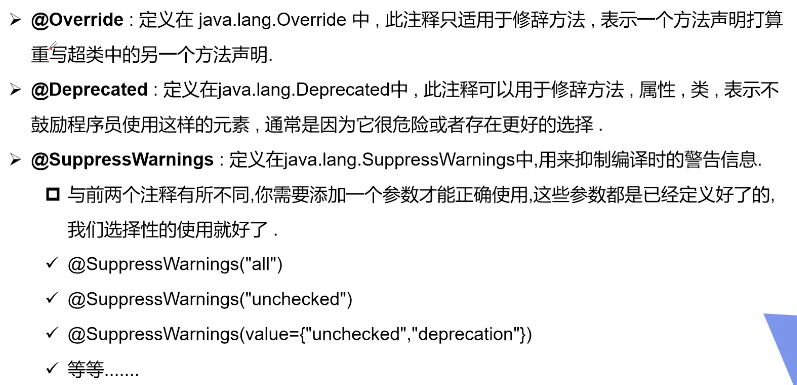 ➢ @Override : 定义在 java.lang.Override 中 , 此注释只适用于修辞方法 , 表示一个方法声明打算
重写超类中的另一个方法声明.
➢ @Deprecated : 定义在java.lang.Deprecated中 , 此注释可以用于修辞方法 , 属性 , 类 , 表示不
鼓励程序员使用这样的元素 , 通常是因为它很危险或者存在更好的选择 .
➢ @SuppressWarnings : 定义在java.lang.SuppressWarnings中,用来抑制编译时的警告信息.
与前两个注释有所不同,你需要添加一个参数才能正确使用,这些参数都是已经定义好了的,
我们选择性的使用就好了 .
✓ @SuppressWarnings("all")
✓ @SuppressWarnings("unchecked")
✓ @SuppressWarnings(value={"unchecked","deprecation"})
✓ 等等.......